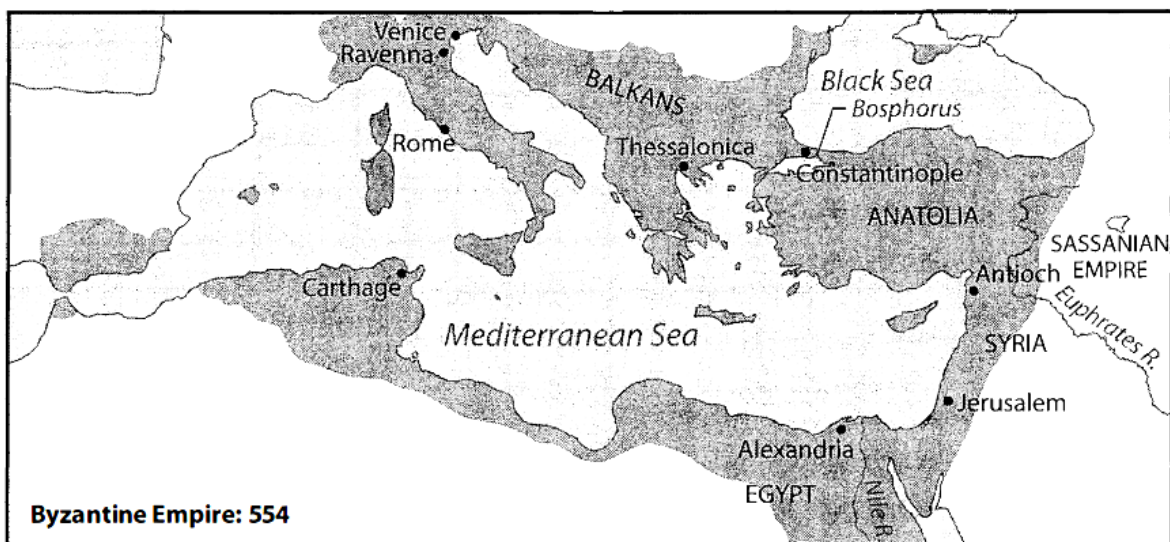 Venice
Ravenna
BALKANS
Black Sea
Bosphorus
Rome
Thessalonica
Constantinople
ANATOLIA
SASSANIAN
EMPIRE
Carthage
Antioch
Euphrates R.
Mediterranean Sea
SYRIA
Jerusalem
Alexandria
EGYPT
Nile R.
Byzantine Empire: 554